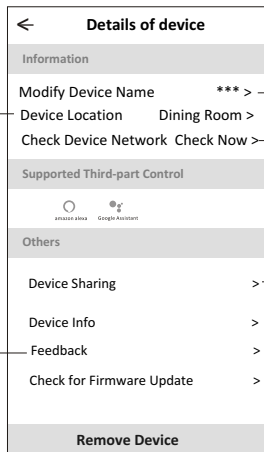 ← Details of device
Information
Modify Device Name *** >
Device Location Dining Room >
Check Device Network Check Now >
Supported Third-part Control
amazon alexa Google Assistant
Others
Device Sharing >
Device Info >
Feedback >
Check for Firmware Update >
Remove Device